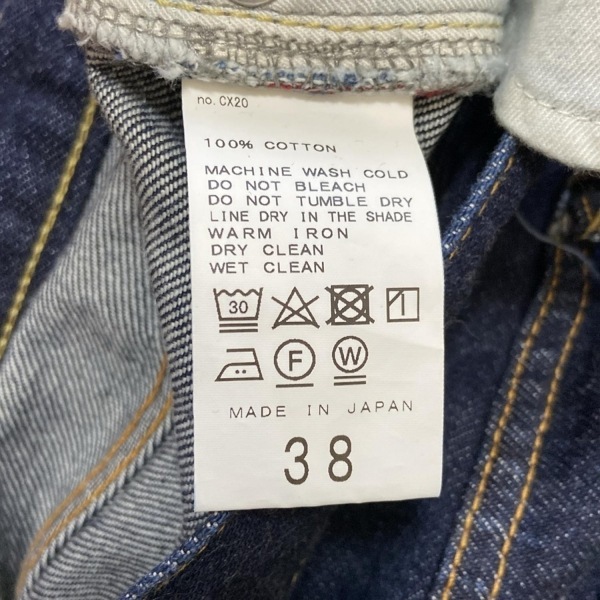 no. CX20
100% COTTON
MACHINE WASH COLD
DO NOT BLEACH
DO NOT TUMBLE DRY
LINE DRY IN THE SHADE
WARM IRON
DRY CLEAN
WET CLEAN
30
F W
MADE IN JAPAN
38